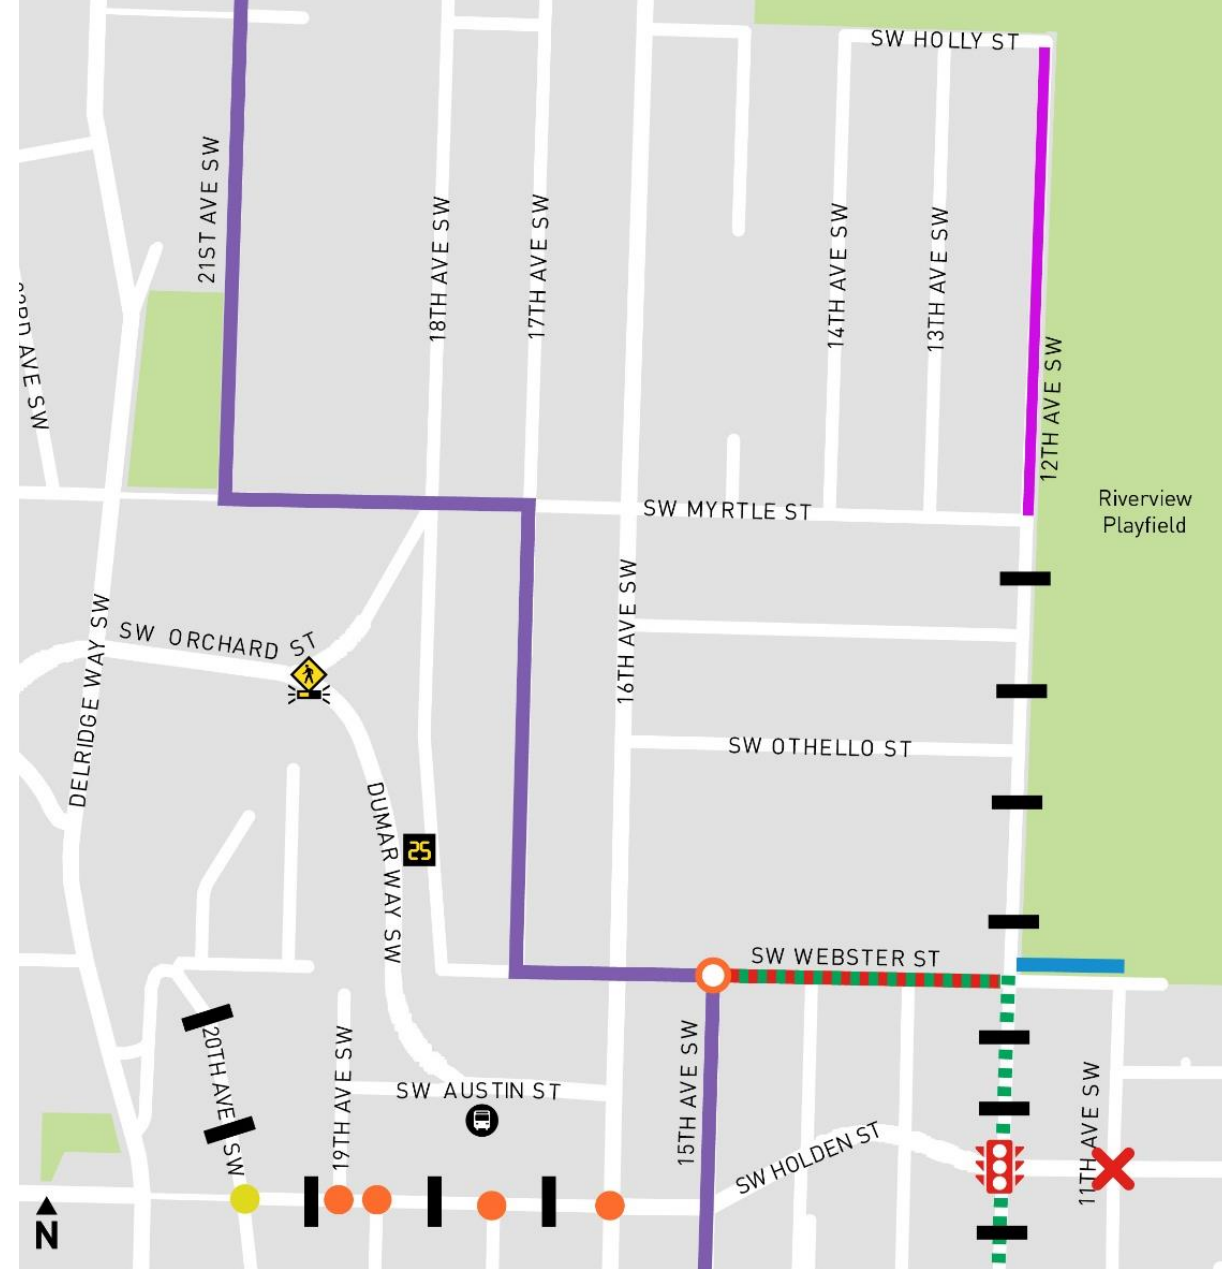 SW HOLLY ST
21ST AVE SW
18TH AVE SW
17TH AVE SW
14TH AVE SW
13TH AVE SW
12TH AVE SW
AVE SW
Riverview
Playfield
SW MYRTLE ST
16TH AVE SW
SW ORCHARD ST
DELRIDGE WAY SW
SW OTHELLO ST
DUMAR WAY SW
25
SW WEBSTER ST
20TH AVE SW
19TH AVE SW
SW AUSTIN ST
15TH AVE SW
SW HOLDEN ST
11TH AVE SW
N